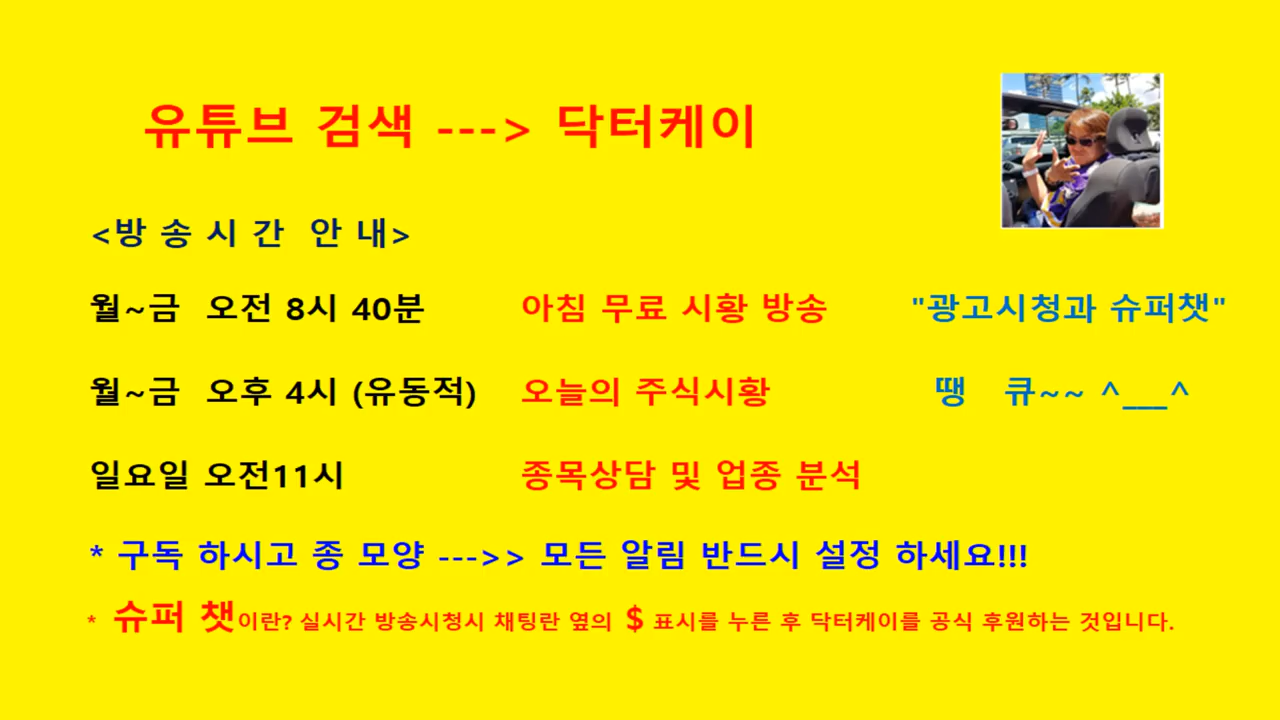 유튜브 검색 ---> 닥터케이
<방 송 시 간 안 내>
월~금 오전 8시 40분 아침 무료 시황 방송 "광고시청과 슈퍼챗"
월~금 오후 4시 (유동적) 오늘의 주식시황 땡 큐~~ ^___^
일요일 오전11시 종목상담 및 업종 분석
* 구독 하시고 종 모양 --->> 모든 알림 반드시 설정 하세요!!!
* 슈퍼 챗이란? 실시간 방송시청시 채팅란 옆의 $ 표시를 누른 후 닥터케이를 공식 후원하는 것입니다.